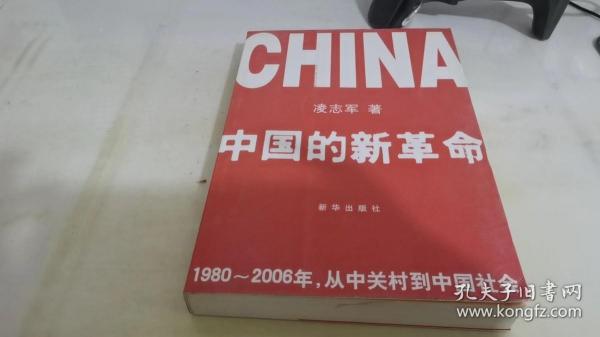 CHINA
凌志军 著
中国的新革命
新华出版社
1980～2006年，从中关村到中国社会
孔夫子旧书网
www.kongfz.com